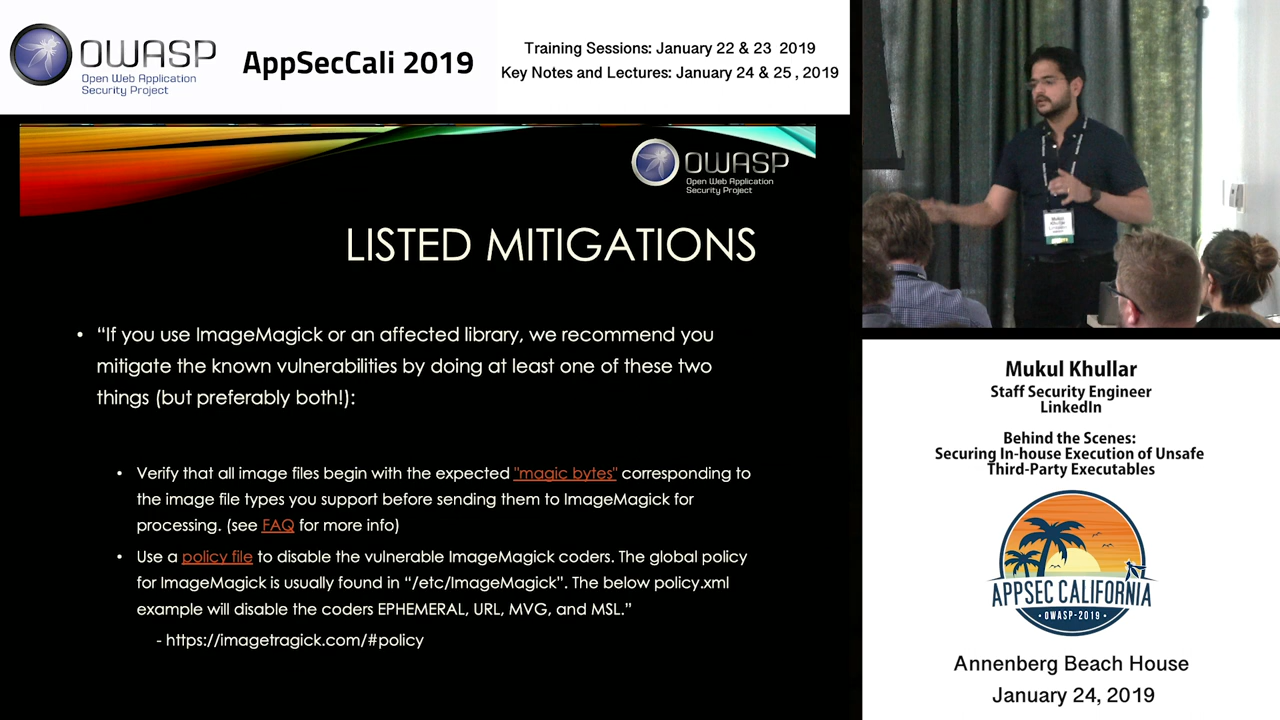 OWASP
Open Web Application
Security Project
AppSecCali 2019
Training Sessions: January 22 & 23 2019
Key Notes and Lectures: January 24 & 25 , 2019
OWASP
Open Web Application
Security Project
LISTED MITIGATIONS
• “If you use ImageMagick or an affected library, we recommend you
mitigate the known vulnerabilities by doing at least one of these two
things (but preferably both!):
• Verify that all image files begin with the expected "magic bytes" corresponding to
the image file types you support before sending them to ImageMagick for
processing. (see FAQ for more info)
• Use a policy file to disable the vulnerable ImageMagick coders. The global policy
for ImageMagick is usually found in “/etc/ImageMagick”. The below policy.xml
example will disable the coders EPHEMERAL, URL, MVG, and MSL.”
- https://imagetragick.com/#policy
Mukul
Khullar
Mukul Khullar
Staff Security Engineer
LinkedIn
Behind the Scenes:
Securing In-house Execution of Unsafe
Third-Party Executables
APPSEC CALIFORNIA
• OWASP-2019 •
Annenberg Beach House
January 24, 2019